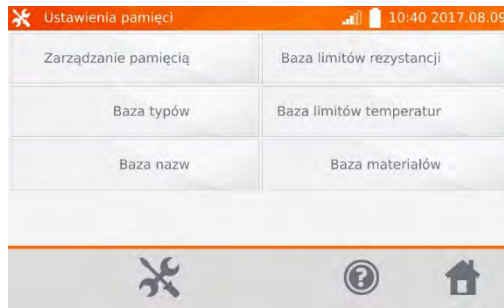 Ustawienia pamięci
10:40 2017.08.09
Zarządzanie pamięcią
Baza limitów rezystancji
Baza typów
Baza limitów temperatur
Baza nazw
Baza materiałów